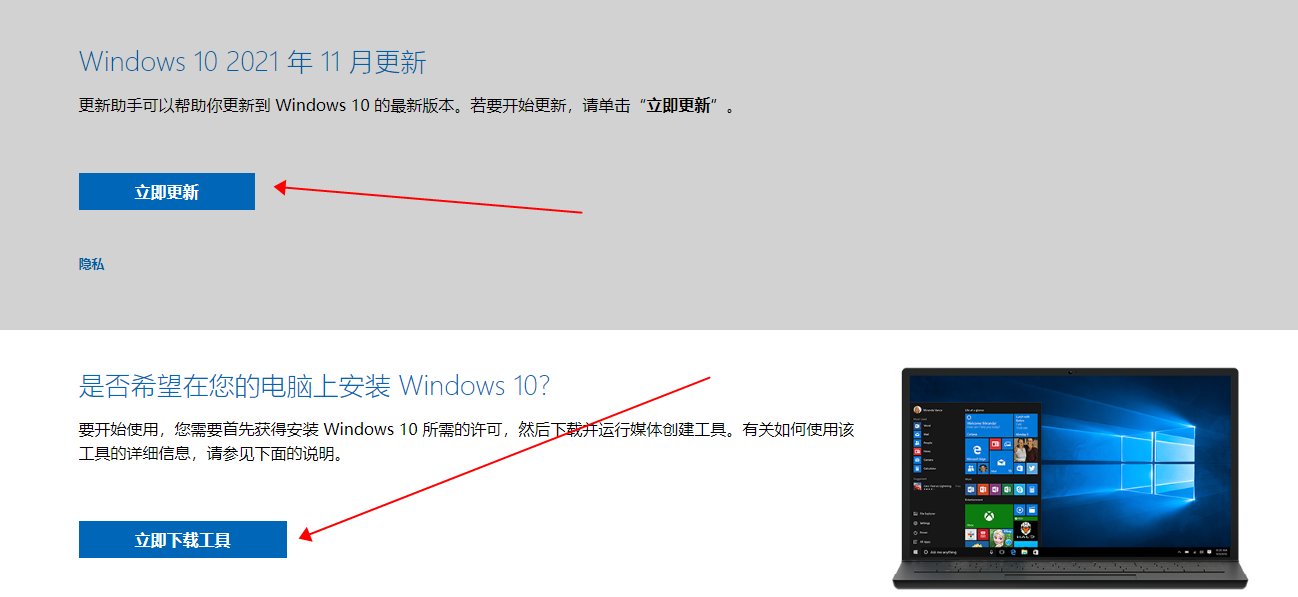 Windows 10 2021 年 11 月更新
更新助手可以帮助你更新到 Windows 10 的最新版本。若要开始更新，请单击“立即更新”。
立即更新
隐私
是否希望在您的电脑上安装 Windows 10?
要开始使用，您需要首先获得安装 Windows 10 所需的许可，然后下载并运行媒体创建工具。有关如何使用该
工具的详细信息，请参见下面的说明。
立即下载工具